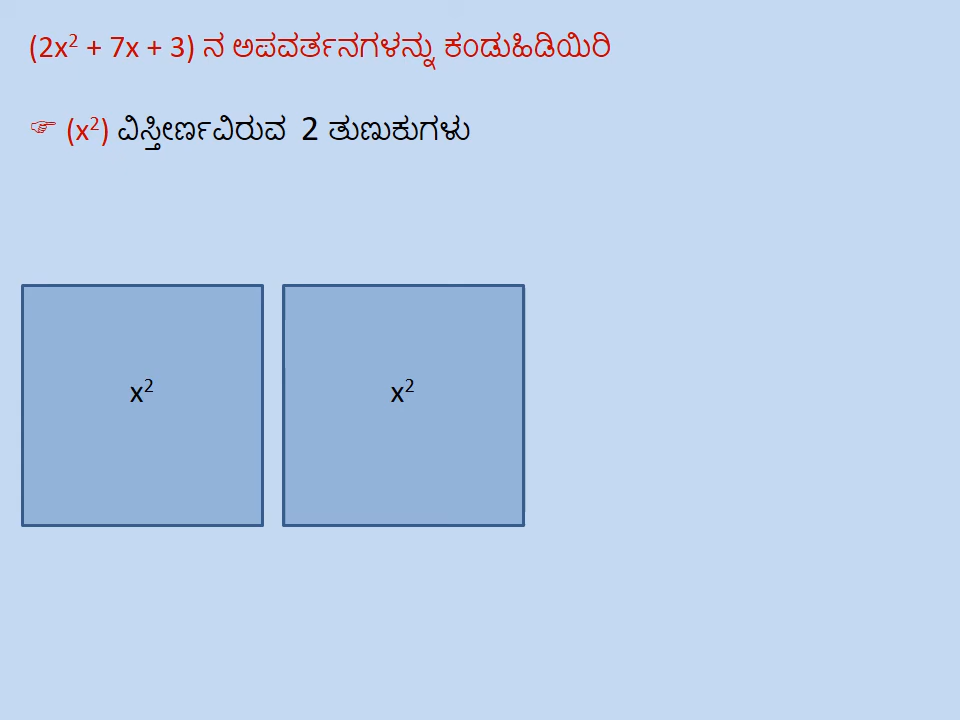 (2x² + 7x + 3) ನ ಅಪವರ್ತನಗಳನ್ನು ಕಂಡುಹಿಡಿಯಿರಿ
☞ (x²) ವಿಸ್ತೀರ್ಣವಿರುವ 2 ತುಣುಕುಗಳು
x² x²